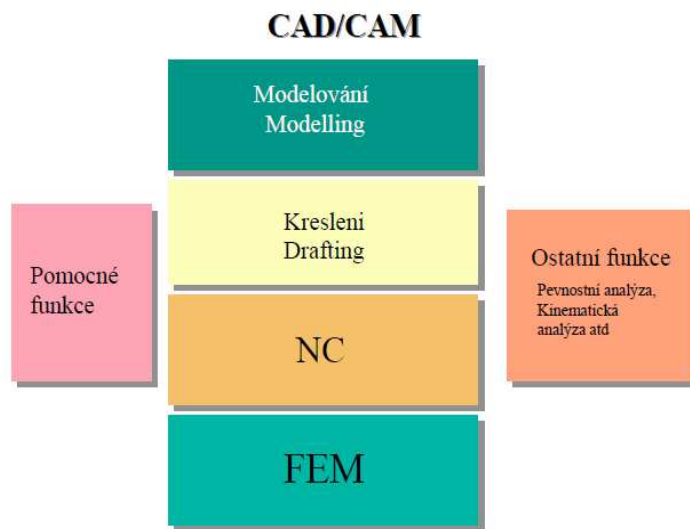 CAD/CAM
Modelování
Modelling
Kresleni
Drafting
Pomocné
funkce
NC
Ostatní funkce
Pevnostní analýza,
Kinematická
analýza atd
FEM